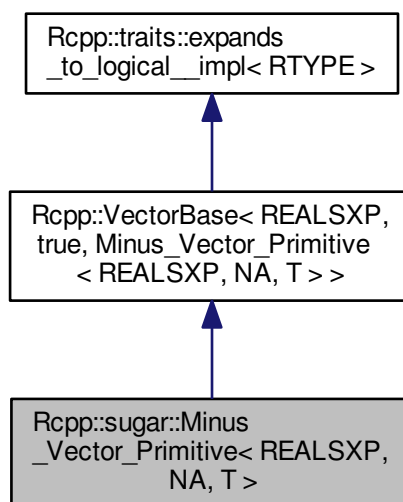 Rcpp::traits::expands
_to_logical__impl< RTYPE >
Rcpp::VectorBase< REALSXP,
true, Minus_Vector_Primitive
< REALSXP, NA, T > >
Rcpp::sugar::Minus
_Vector_Primitive< REALSXP,
NA, T >